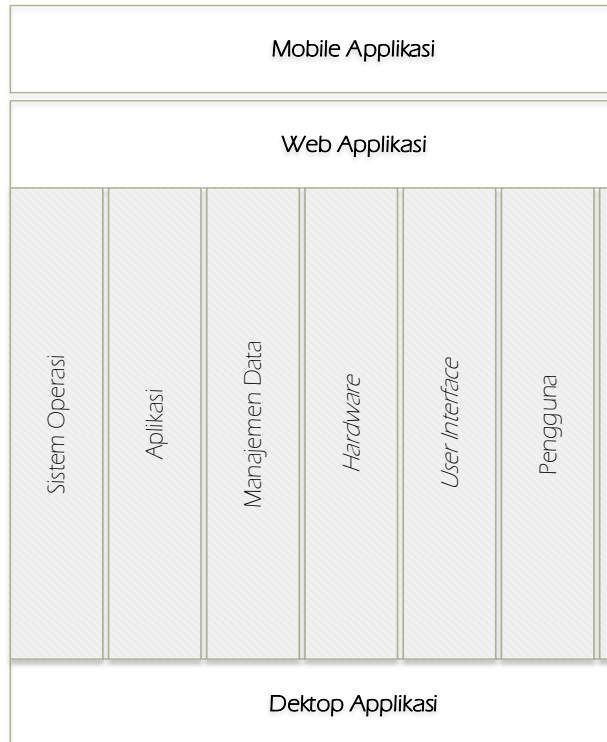 Mobile Applikasi
Web Applikasi
Sistem Operasi
Aplikasi
Manajemen Data
Hardware
User Interface
Pengguna
Dektop Applikasi